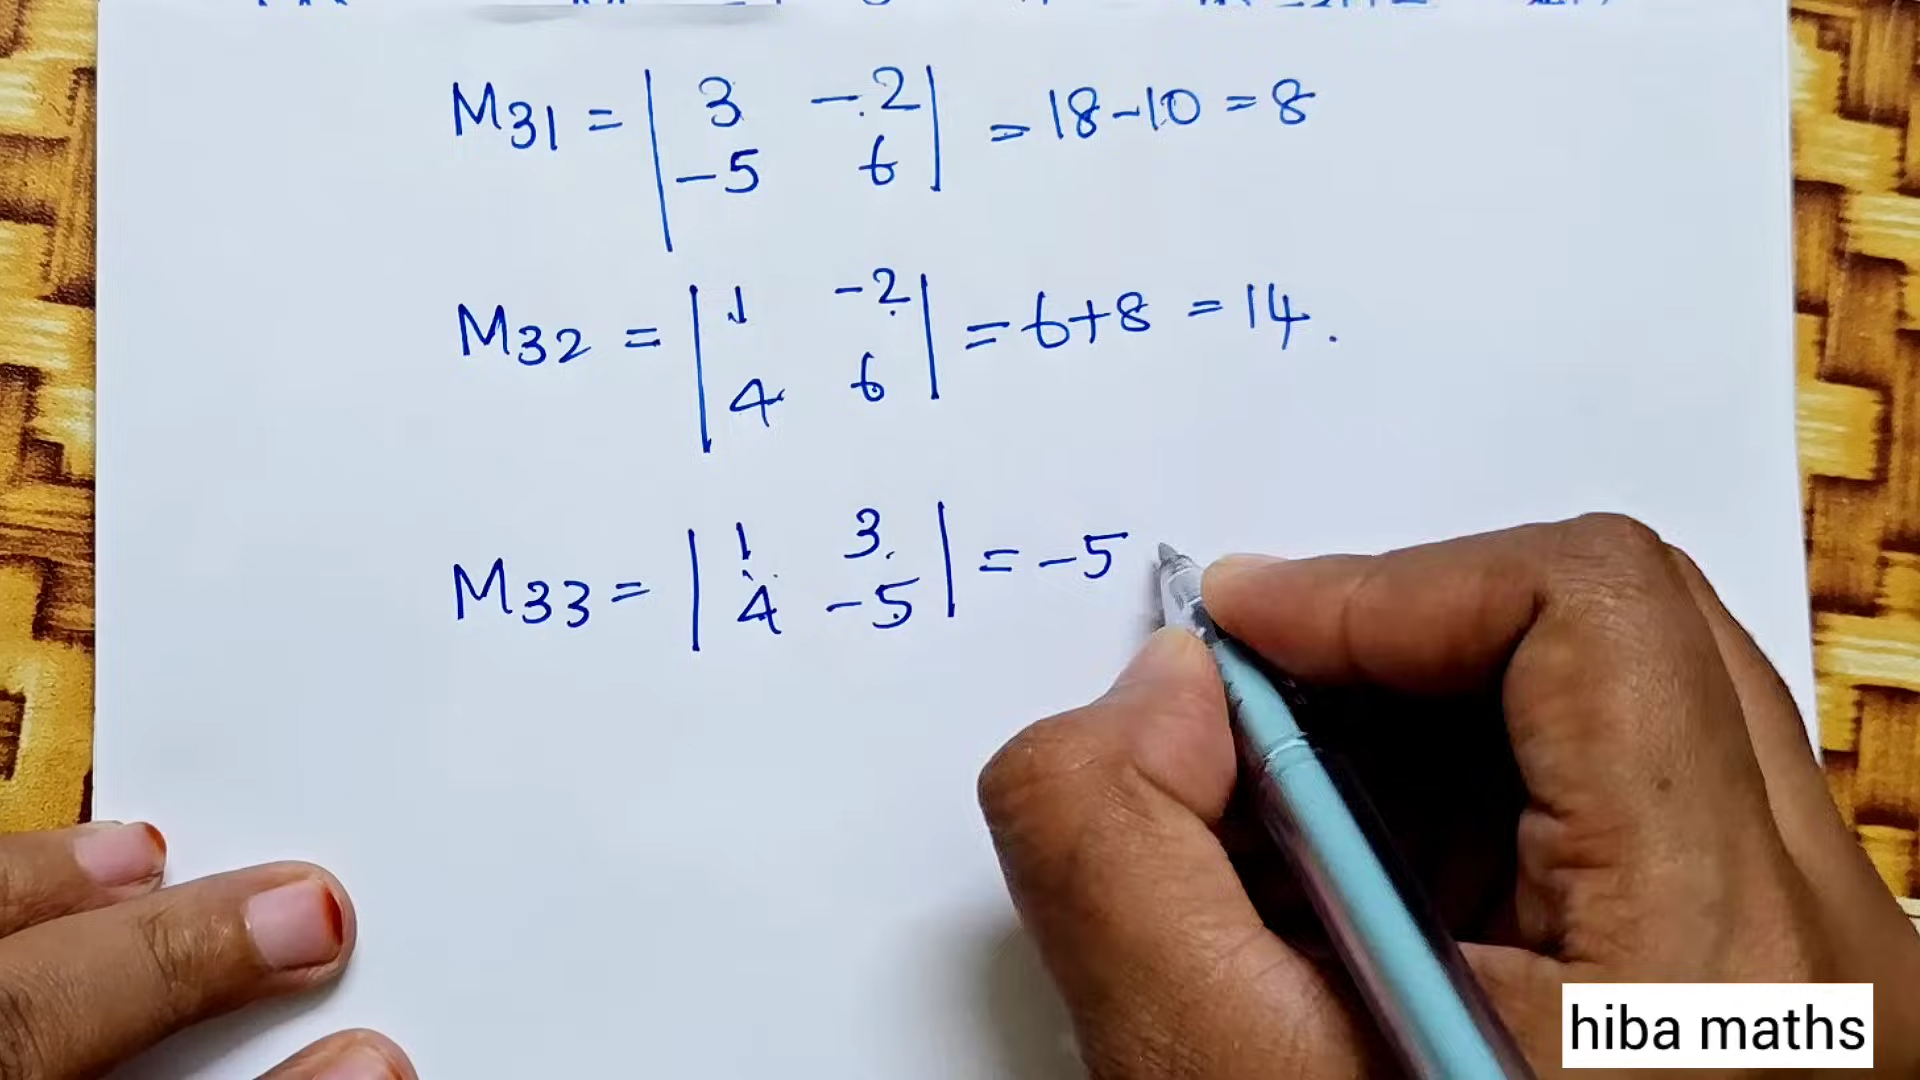 M31 = | 3 -2 | = 18-10 = 8
| -5 6 |
M32 = | 1 -2 | = 6+8 = 14.
| 4 6 |
M33 = | 1 3 | = -5
| 4 -5 |
hiba maths